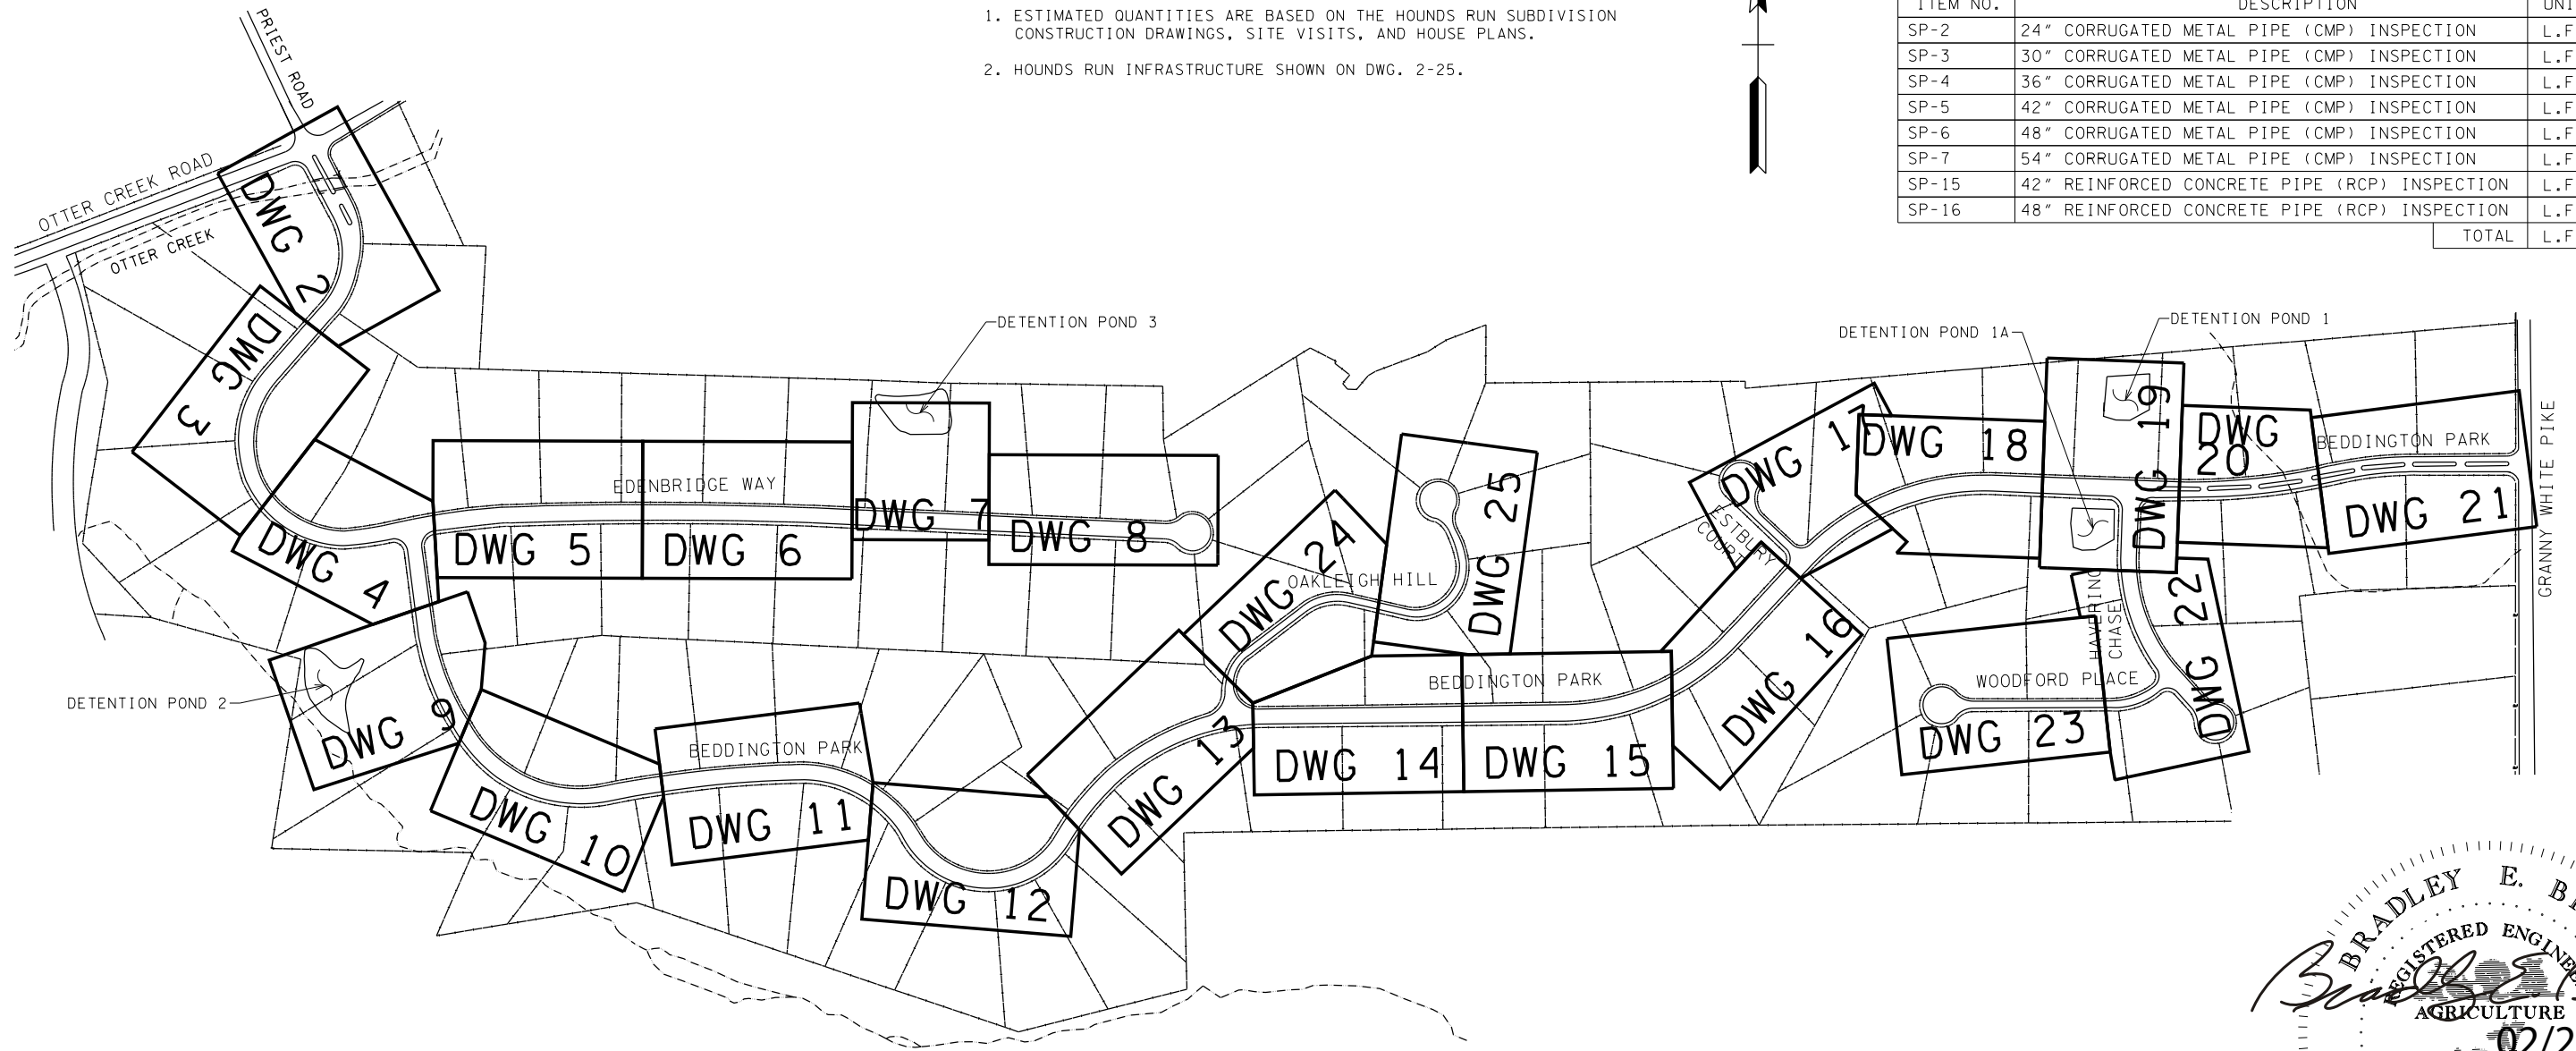 1. ESTIMATED QUANTITIES ARE BASED ON THE HOUNDS RUN SUBDIVISION
CONSTRUCTION DRAWINGS, SITE VISITS, AND HOUSE PLANS.
2. HOUNDS RUN INFRASTRUCTURE SHOWN ON DWG. 2-25.
ITEM NO. DESCRIPTION
SP-2 24" CORRUGATED METAL PIPE (CMP) INSPECTION L.F
SP-3 30" CORRUGATED METAL PIPE (CMP) INSPECTION L.F
SP-4 36" CORRUGATED METAL PIPE (CMP) INSPECTION L.F
SP-5 42" CORRUGATED METAL PIPE (CMP) INSPECTION L.F
SP-6 48" CORRUGATED METAL PIPE (CMP) INSPECTION L.F
SP-7 54" CORRUGATED METAL PIPE (CMP) INSPECTION L.F
SP-15 42" REINFORCED CONCRETE PIPE (RCP) INSPECTION L.F
SP-16 48" REINFORCED CONCRETE PIPE (RCP) INSPECTION L.F
TOTAL L.F
PRIEST ROAD
OTTER CREEK ROAD
OTTER CREEK
DWG 2
DWG 3
DWG 4
DETENTION POND 3
EDENBRIDGE WAY
DWG 5
DWG 6
DWG 7
DWG 8
DETENTION POND 2
DWG 9
DWG 10
BEDDINGTON PARK
DWG 11
DWG 12
DWG 13
DWG 24
OAKLEIGH HILL
DWG 25
BEDDINGTON PARK
DWG 14
DWG 15
DWG 16
DWG 17
ESTBURY
COURT
DWG 18
DETENTION POND 1A
DETENTION POND 1
DWG 19
DWG
20
BEDDINGTON PARK
DWG 21
GRANNY WHITE PIKE
HAVERING
CHASE
DWG 22
WOODFORD PLACE
DWG 23
BRADLEY E.
REGISTERED
AGRICULTURE
02/2